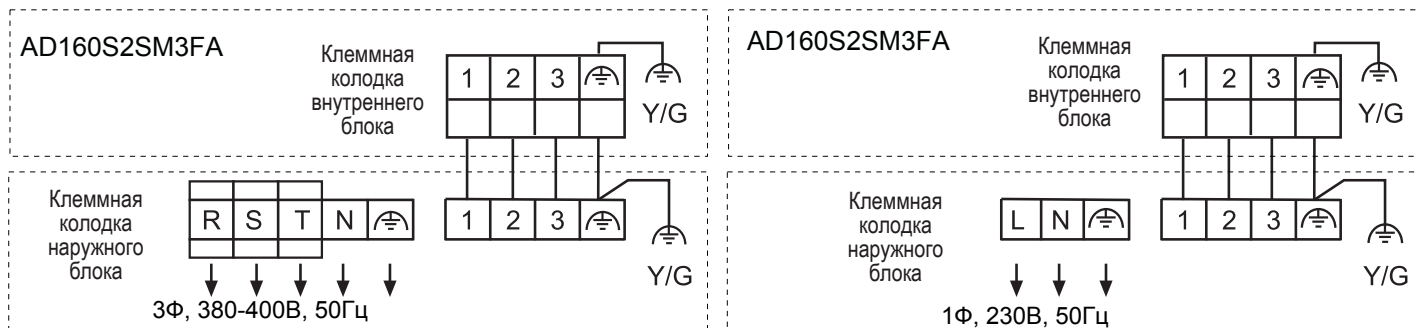 AD160S2SM3FA
Клеммная
колодка
внутреннего
блока
1 2 3
Y/G
Клеммная
колодка
наружного
блока
R S T N
1 2 3
Y/G
3Ф, 380-400В, 50Гц
AD160S2SM3FA
Клеммная
колодка
внутреннего
блока
1 2 3
Y/G
Клеммная
колодка
наружного
блока
L N
1 2 3
Y/G
1Ф, 230В, 50Гц